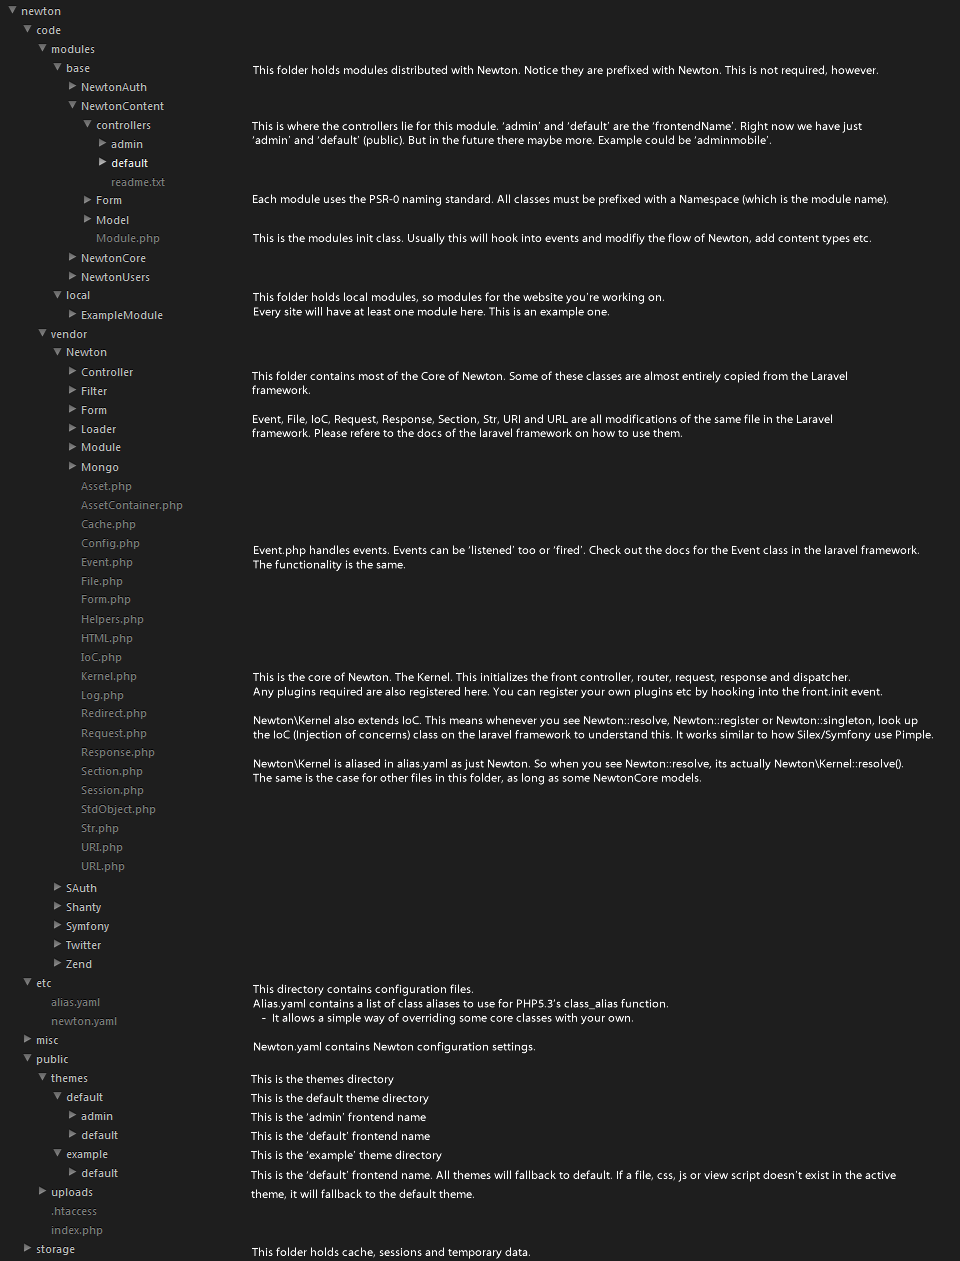 newton
code
modules
base
This folder holds modules distributed with Newton. Notice they are prefixed with Newton. This is not required, however.
NewtonAuth
NewtonContent
controllers
This is where the controllers lie for this module. 'admin' and 'default' are the 'frontendName'. Right now we have just
admin
'admin' and 'default' (public). But in the future there maybe more. Example could be 'adminmobile'.
default
readme.txt
Form
Each module uses the PSR-0 naming standard. All classes must be prefixed with a Namespace (which is the module name).
Model
Module.php
This is the modules init class. Usually this will hook into events and modifiy the flow of Newton, add content types etc.
NewtonCore
NewtonUsers
local
This folder holds local modules, so modules for the website you're working on.
Every site will have at least one module here. This is an example one.
ExampleModule
vendor
Newton
Controller
This folder contains most of the Core of Newton. Some of these classes are almost entirely copied from the Laravel
framework.
Filter
Form
Event, File, IoC, Request, Response, Section, Str, URI and URL are all modifications of the same file in the Laravel
Loader
framework. Please refere to the docs of the laravel framework on how to use them.
Module
Mongo
Asset.php
AssetContainer.php
Cache.php
Config.php
Event.php handles events. Events can be 'listened' too or 'fired'. Check out the docs for the Event class in the laravel framework.
Event.php
The functionality is the same.
File.php
Form.php
Helpers.php
HTML.php
IoC.php
Kernel.php
This is the core of Newton. The Kernel. This initializes the front controller, router, request, response and dispatcher.
Log.php
Any plugins required are also registered here. You can register your own plugins etc by hooking into the front.init event.
Redirect.php
Newton\Kernel also extends IoC. This means whenever you see Newton::resolve, Newton::register or Newton::singleton, look up
Request.php
the IoC (Injection of concerns) class on the laravel framework to understand this. It works similar to how Silex/Symfony use Pimple.
Response.php
Newton\Kernel is aliased in alias.yaml as just Newton. So when you see Newton::resolve, its actually Newton\Kernel::resolve().
Section.php
The same is the case for other files in this folder, as long as some NewtonCore models.
Session.php
StdObject.php
Str.php
URI.php
URL.php
SAuth
Shanty
Symfony
Twitter
Zend
etc
This directory contains configuration files.
alias.yaml
Alias.yaml contains a list of class aliases to use for PHP5.3's class_alias function.
newton.yaml
- It allows a simple way of overriding some core classes with your own.
misc
Newton.yaml contains Newton configuration settings.
public
themes
This is the themes directory
default
This is the default theme directory
admin
This is the 'admin' frontend name
default
This is the 'default' frontend name
example
This is the 'example' theme directory
default
This is the 'default' frontend name. All themes will fallback to default. If a file, css, js or view script doesn't exist in the active
uploads
theme, it will fallback to the default theme.
.htaccess
index.php
storage
This folder holds cache, sessions and temporary data.